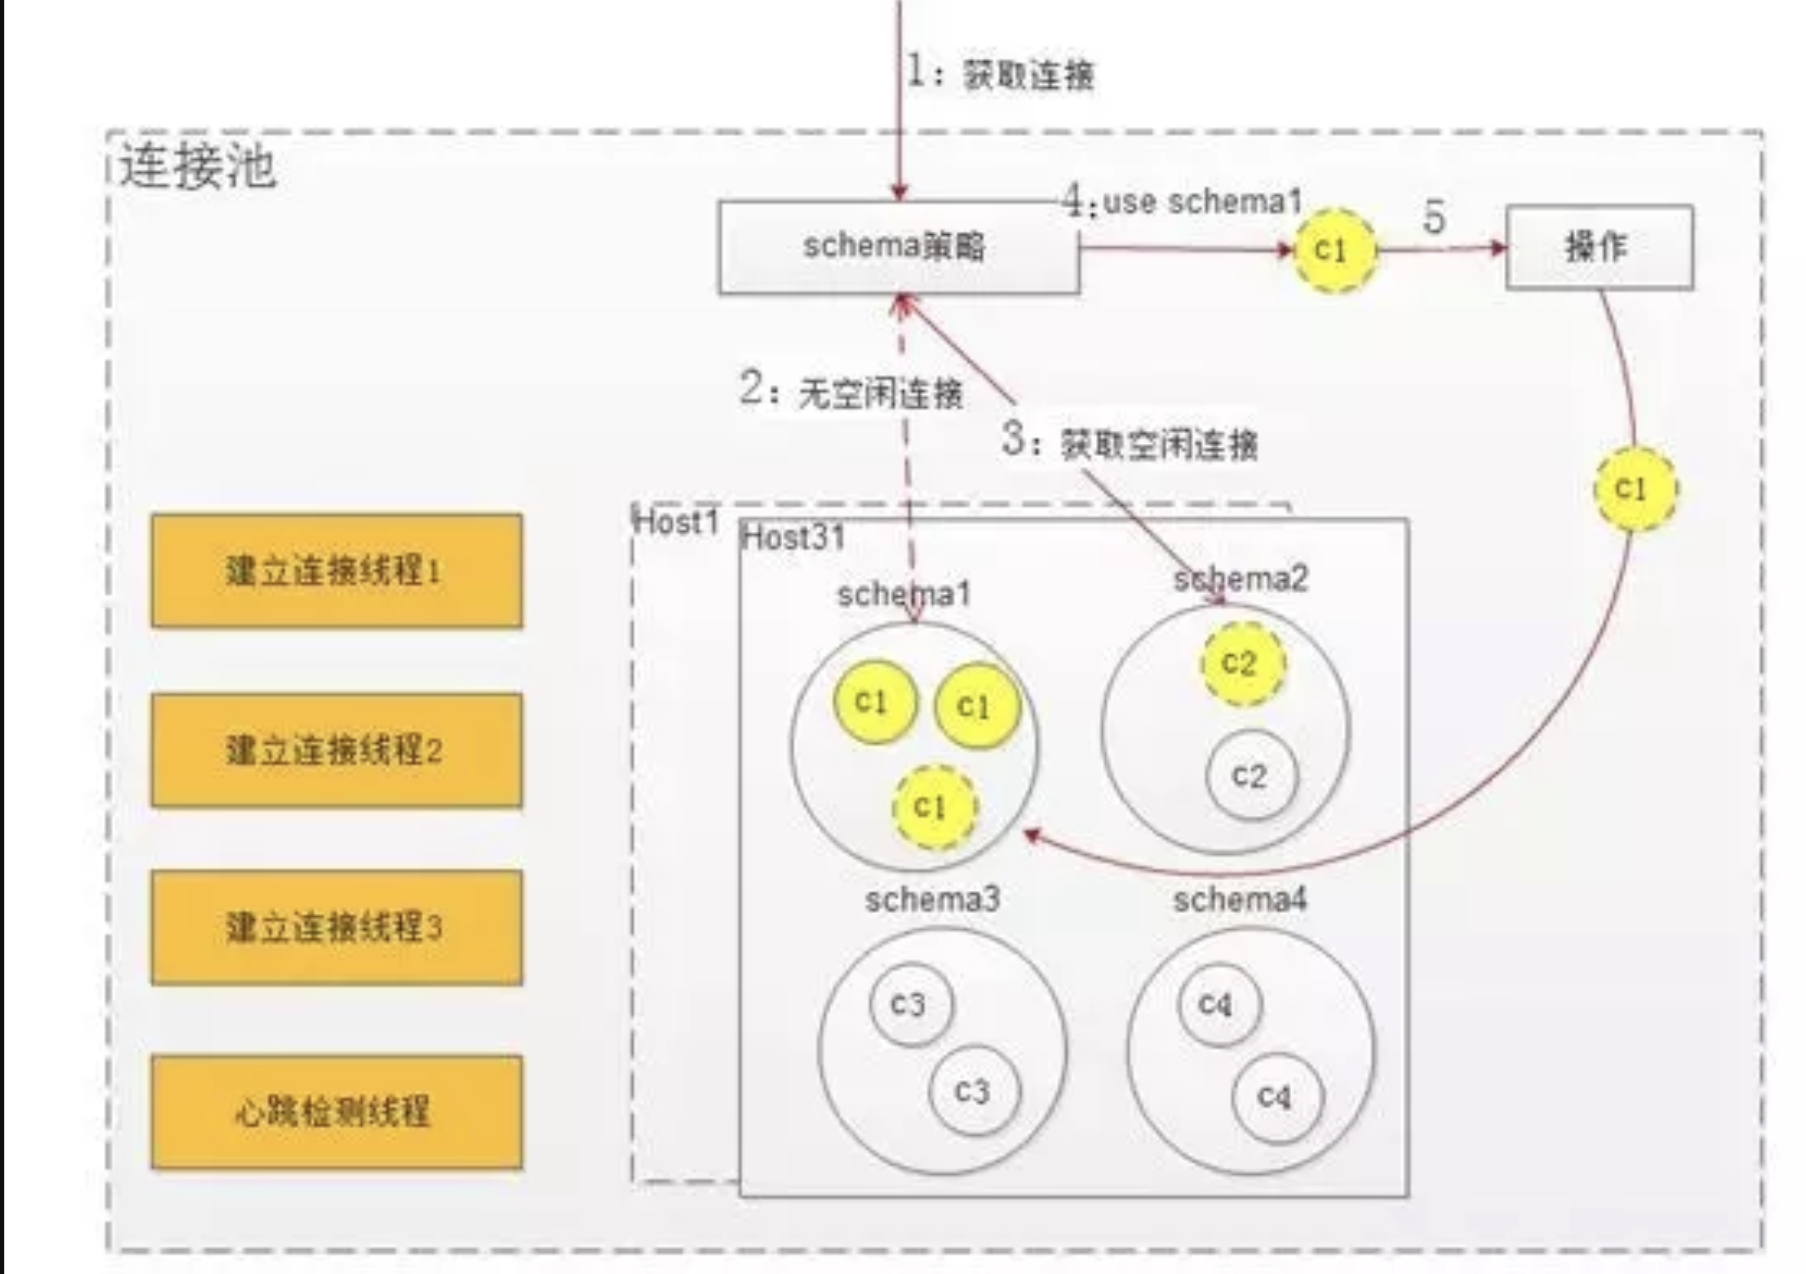 1: 获取连接
连接池
4:use schema1
schema策略
c1
5
操作
2: 无空闲连接
3: 获取空闲连接
c1
Host1
Host31
建立连接线程1
schema1
schema2
c1
c1
c1
c2
c2
建立连接线程2
建立连接线程3
schema3
schema4
c3
c3
c4
c4
心跳检测线程